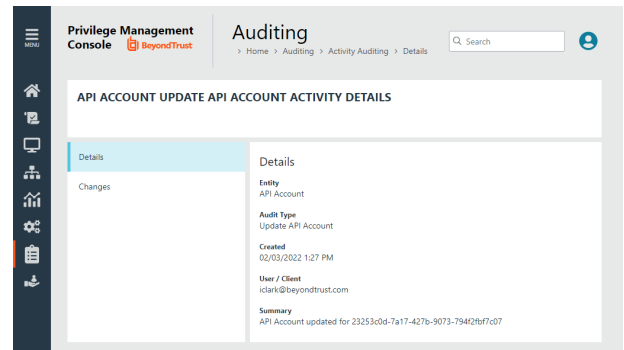 MENU
Privilege Management
Console BeyondTrust
Auditing
> Home > Auditing > Activity Auditing > Details
Search
API ACCOUNT UPDATE API ACCOUNT ACTIVITY DETAILS
Details
Changes
Details
Entity
API Account
Audit Type
Update API Account
Created
02/03/2022 1:27 PM
User / Client
iclark@beyondtrust.com
Summary
API Account updated for 23253c0d-7a17-427b-9073-794f2fbf7c07